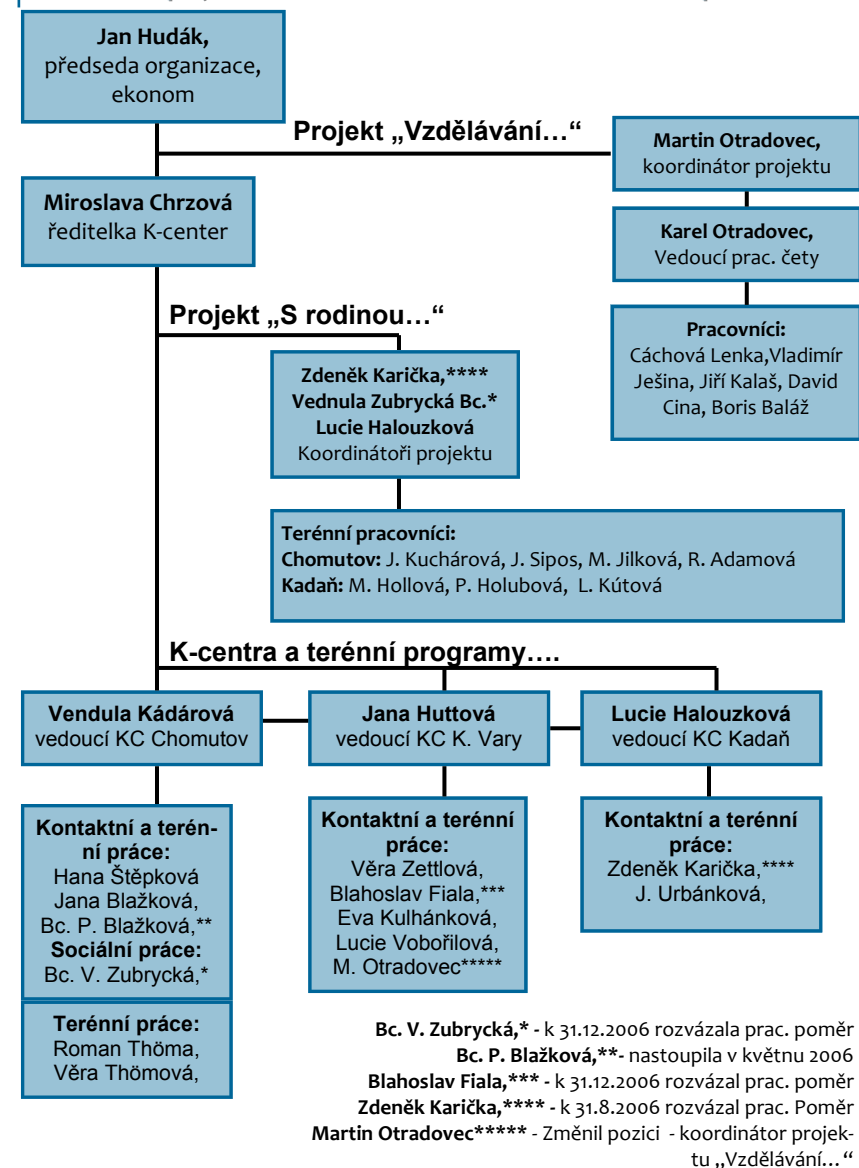 Jan Hudák,
předseda organizace,
ekonom
Projekt „Vzdělávání…“
Martin Otradovec,
koordinátor projektu
Miroslava Chrzová
ředitelka K-center
Karel Otradovec,
Vedoucí prac. čety
Pracovníci:
Cáchová Lenka,Vladimír
Ješina, Jiří Kalaš, David
Cina, Boris Baláž
Projekt „S rodinou…“
Zdeněk Karička,****
Vednula Zubrycká Bc.*
Lucie Halouzková
Koordinátoři projektu
Terénní pracovníci:
Chomutov: J. Kuchárová, J. Sipos, M. Jilková, R. Adamová
Kadaň: M. Hollová, P. Holubová, L. Kútová
K-centra a terénní programy….
Vendula Kádárová
vedoucí KC Chomutov
Jana Huttová
vedoucí KC K. Vary
Lucie Halouzková
vedoucí KC Kadaň
Kontaktní a terén-
ní práce:
Hana Štěpková
Jana Blažková,
Bc. P. Blažková,**
Sociální práce:
Bc. V. Zubrycká,*
Terénní práce:
Roman Thöma,
Věra Thömová,
Kontaktní a terénní
práce:
Věra Zettlová,
Blahoslav Fiala,***
Eva Kulhánková,
Lucie Vobořilová,
M. Otradovec*****
Kontaktní a terénní
práce:
Zdeněk Karička,****
J. Urbánková,
Bc. V. Zubrycká,* - k 31.12.2006 rozvázala prac. poměr
Bc. P. Blažková,**- nastoupila v květnu 2006
Blahoslav Fiala,*** - k 31.12.2006 rozvázal prac. poměr
Zdeněk Karička,**** - k 31.8.2006 rozvázal prac. Poměr
Martin Otradovec***** - Změnil pozici - koordinátor projek-
tu „Vzdělávání…“